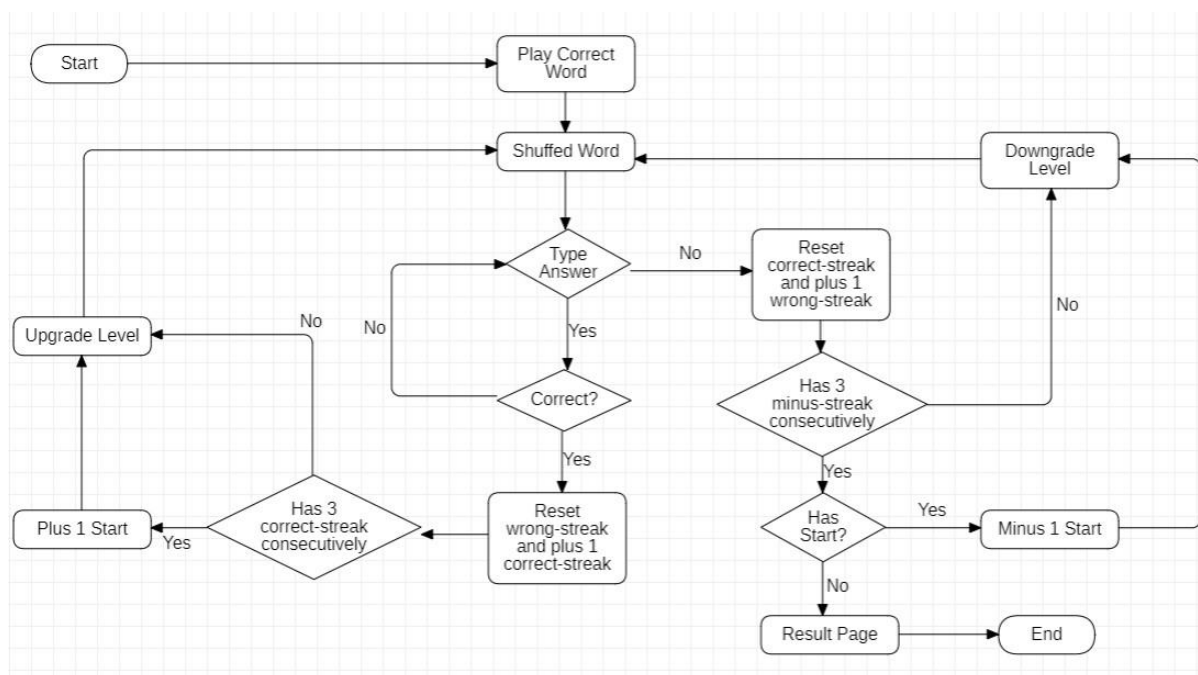 Start
Play Correct
Word
Shuffed Word
Downgrade
Level
Type
Answer
No
Reset
correct-streak
and plus 1
wrong-streak
No
No
Yes
No
Upgrade Level
Correct?
Has 3
minus-streak
consecutively
Yes
Yes
Has 3
correct-streak
consecutively
Yes
Plus 1 Start
Reset
wrong-streak
and plus 1
correct-streak
Has
Start?
Yes
Minus 1 Start
No
Result Page
End